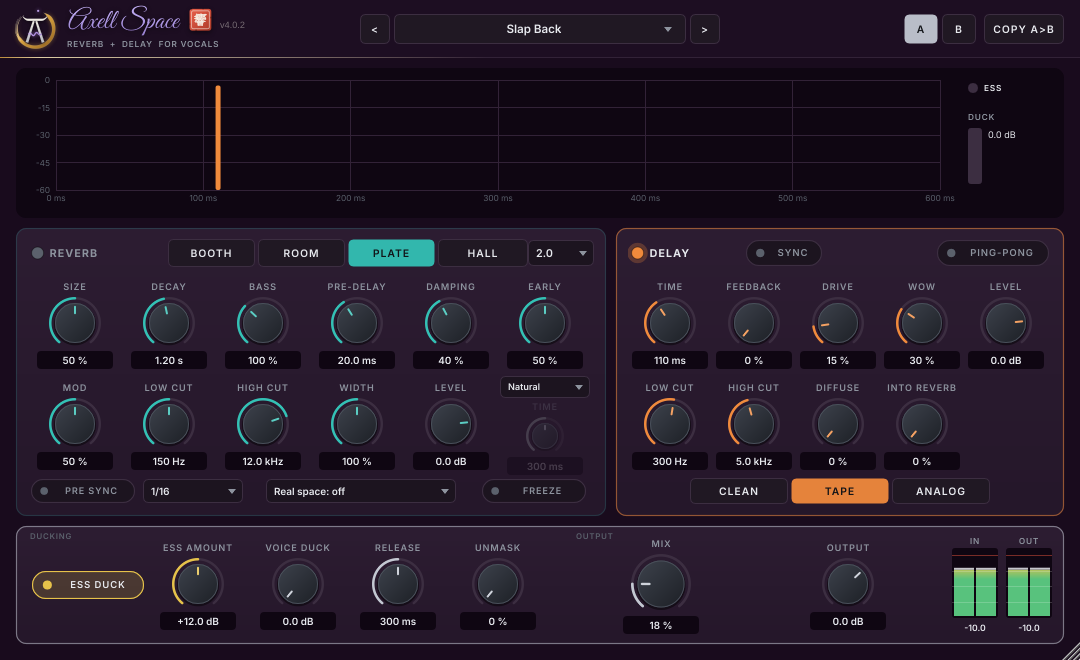 Axell Space v4.0.2
REVERB + DELAY FOR VOCALS
< Slap Back >
A B COPY A>B
0
-15
-30
-45
-60
0 ms 100 ms 200 ms 300 ms 400 ms 500 ms 600 ms
ESS
DUCK
0.0 dB
REVERB BOOTH ROOM PLATE HALL 2.0
SIZE DECAY BASS PRE-DELAY DAMPING EARLY
50 % 1.20 s 100 % 20.0 ms 40 % 50 %
MOD LOW CUT HIGH CUT WIDTH LEVEL Natural
TIME
50 % 150 Hz 12.0 kHz 100 % 0.0 dB 300 ms
PRE SYNC 1/16 Real space: off FREEZE
DELAY SYNC PING-PONG
TIME FEEDBACK DRIVE WOW LEVEL
110 ms 0 % 15 % 30 % 0.0 dB
LOW CUT HIGH CUT DIFFUSE INTO REVERB
300 Hz 5.0 kHz 0 % 0 %
CLEAN TAPE ANALOG
DUCKING
ESS DUCK
ESS AMOUNT VOICE DUCK RELEASE UNMASK
+12.0 dB 0.0 dB 300 ms 0 %
OUTPUT
MIX OUTPUT IN OUT
18 % 0.0 dB -10.0 -10.0